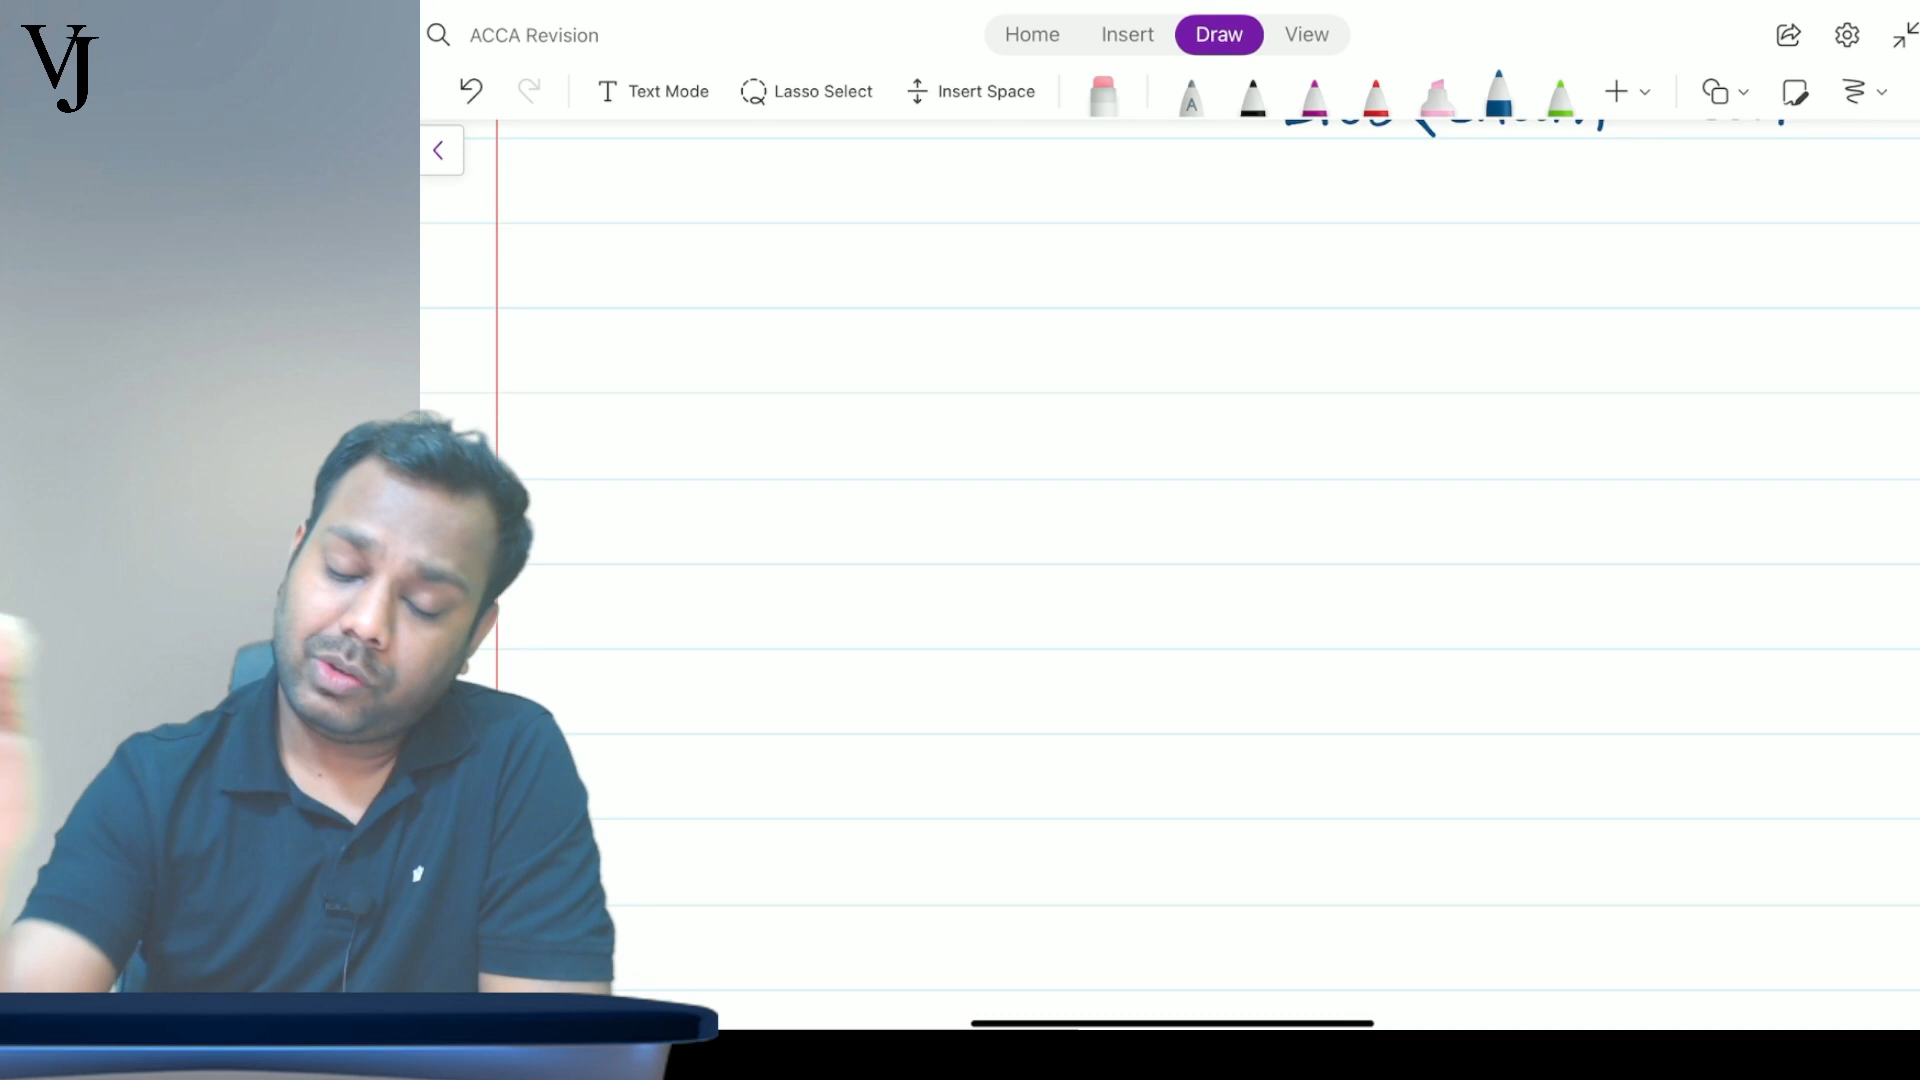 VJ
ACCA Revision
Home Insert Draw View
Text Mode Lasso Select Insert Space
A